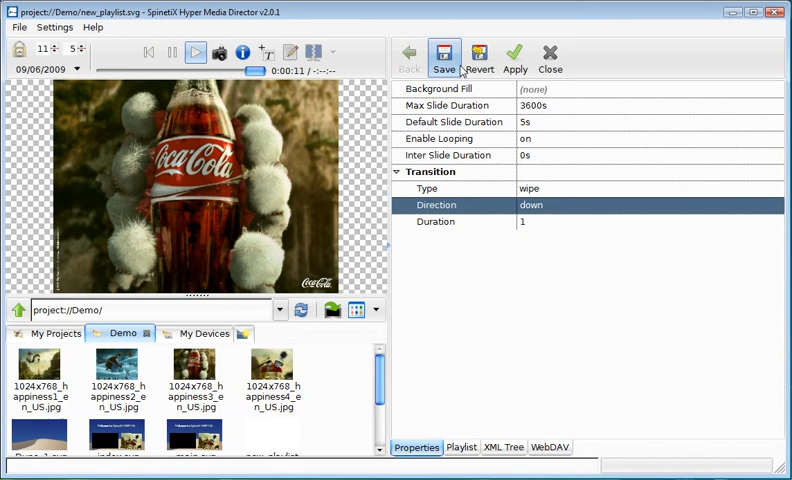 project://Demo/new_playlist.svg - SpinetiX Hyper Media Director v2.0.1
File Settings Help
11 5
09/06/2009
0:00:11 / -:--:--
Back Save Revert Apply Close
Background Fill (none)
Max Slide Duration 3600s
Default Slide Duration 5s
Enable Looping on
Inter Slide Duration 0s
Transition
Type wipe
Direction down
Duration 1
Coca-Cola
Coca-Cola
project://Demo/
My Projects Demo My Devices
1024x768_h
appiness1_e
n_US.jpg
1024x768_h
appiness2_e
n_US.jpg
1024x768_h
appiness3_e
n_US.jpg
1024x768_h
appiness4_e
n_US.jpg
Properties Playlist XML Tree WebDAV